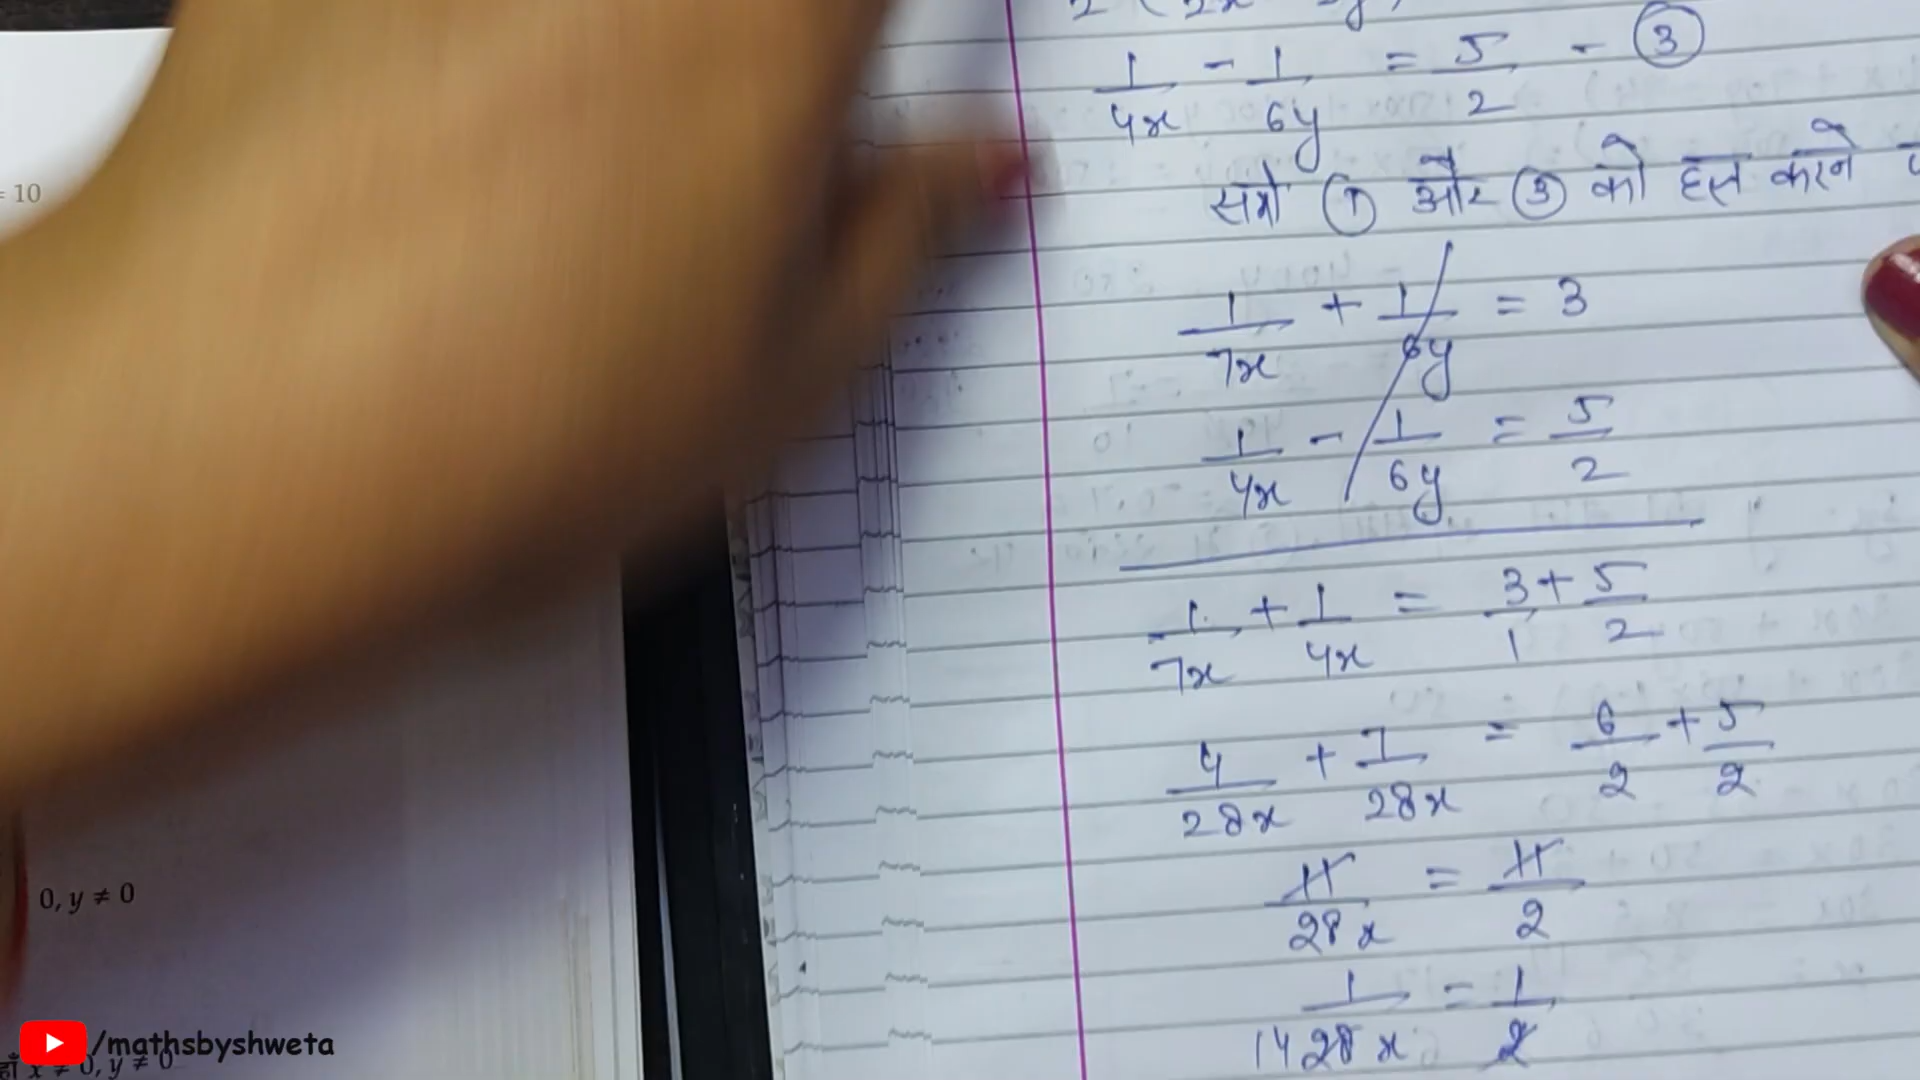 = 10
1/4x - 1/6y = 5/2 - ③
समी ① और ③ को हल करने
1/7x + 1/6y = 3
1/4x - 1/6y = 5/2
1/7x + 1/4x = 3/1 + 5/2
4/28x + 7/28x = 6/2 + 5/2
11/28x = 11/2
1/14 28x = 1/2
0, y ≠ 0
/mathsbyshweta
x ≠ 0, y ≠ 0